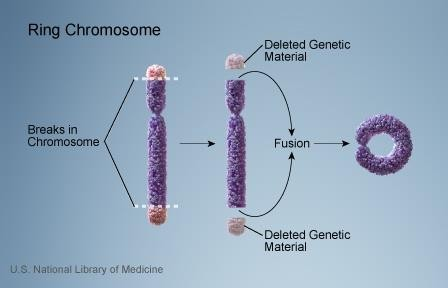 Ring Chromosome
Deleted Genetic
Material
Breaks in
Chromosome
Fusion
Deleted Genetic
Material
U.S. National Library of Medicine